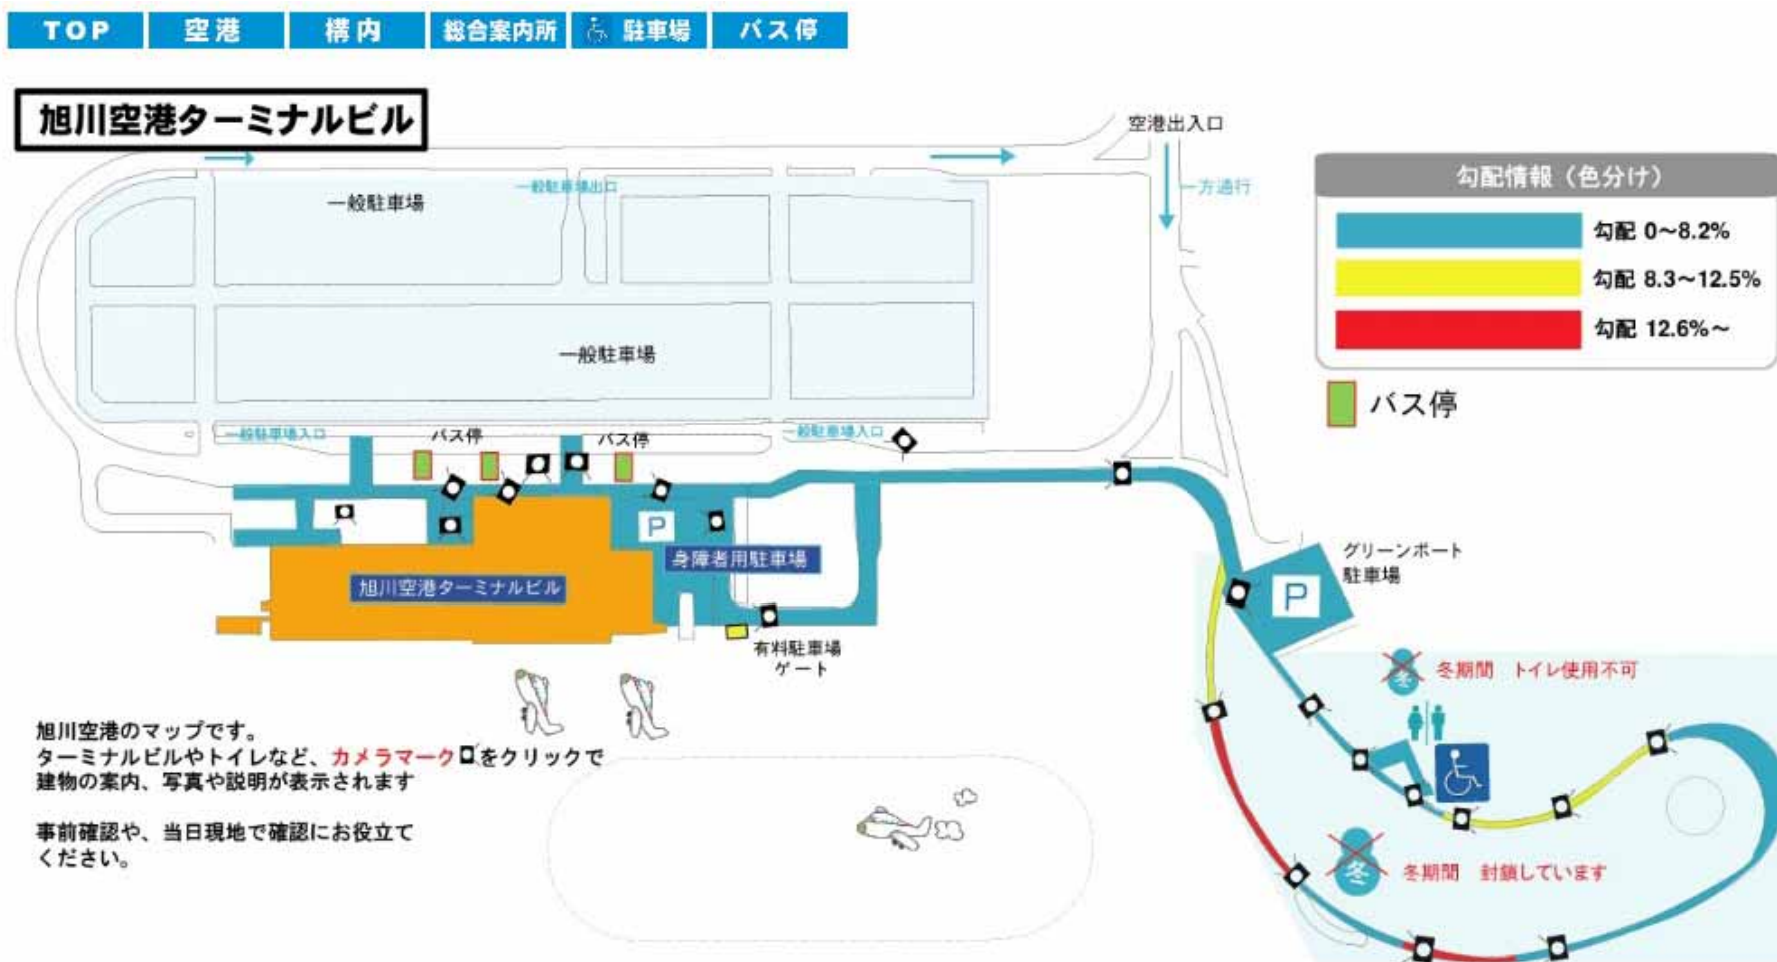 TOP
空港
構内
総合案内所
駐車場
バス停
旭川空港ターミナルビル
空港出入口
一方通行
一般駐車場
一般駐車場出口
一般駐車場
勾配情報（色分け）
勾配 0～8.2%
勾配 8.3～12.5%
勾配 12.6%～
バス停
一般駐車場入口
バス停
バス停
一般駐車場入口
P
身障者用駐車場
旭川空港ターミナルビル
有料駐車場
ゲート
グリーンポート
駐車場
P
冬
冬期間 トイレ使用不可
冬
冬期間 封鎖しています
旭川空港のマップです。
ターミナルビルやトイレなど、カメラマークをクリックで
建物の案内、写真や説明が表示されます
事前確認や、当日現地で確認にお役立て
ください。